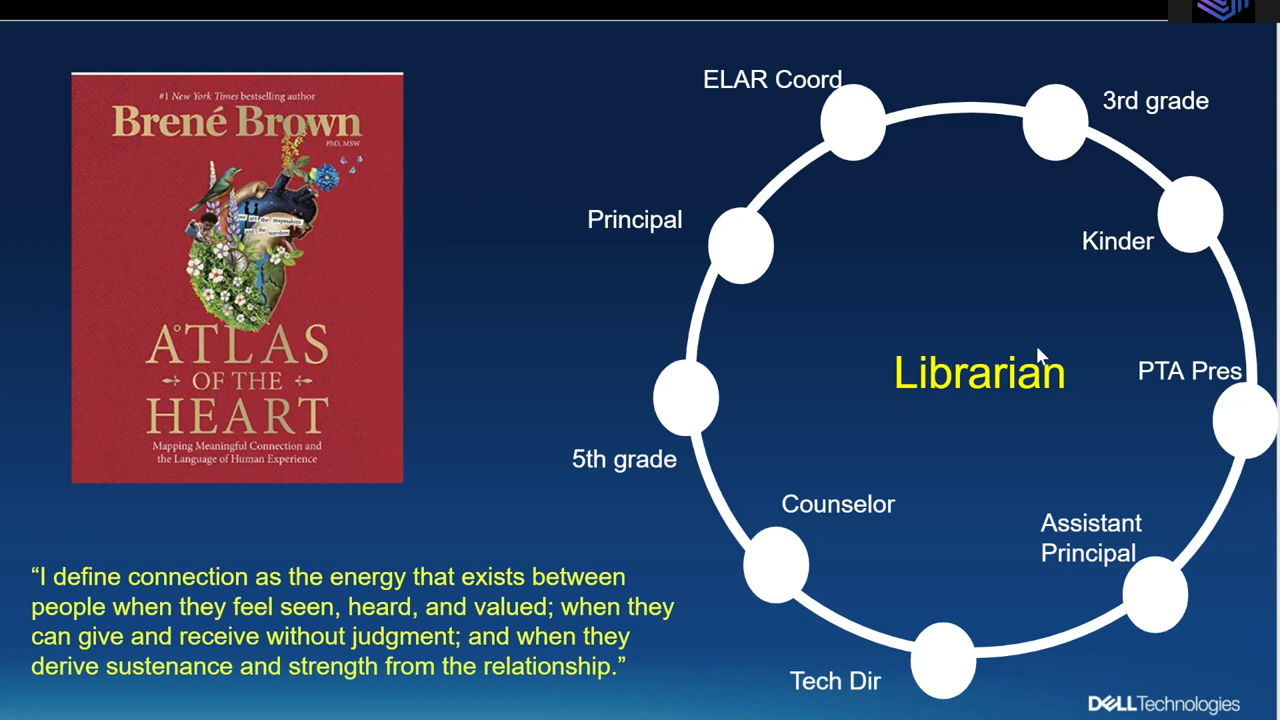 #1 New York Times bestselling author
Brené Brown
PhD, MSW
ATLAS
OF THE
HEART
Mapping Meaningful Connection and
the Language of Human Experience
“I define connection as the energy that exists between
people when they feel seen, heard, and valued; when they
can give and receive without judgment; and when they
derive sustenance and strength from the relationship.”
ELAR Coord
3rd grade
Principal
Kinder
Librarian
PTA Pres
5th grade
Counselor
Assistant
Principal
Tech Dir
DELLTechnologies